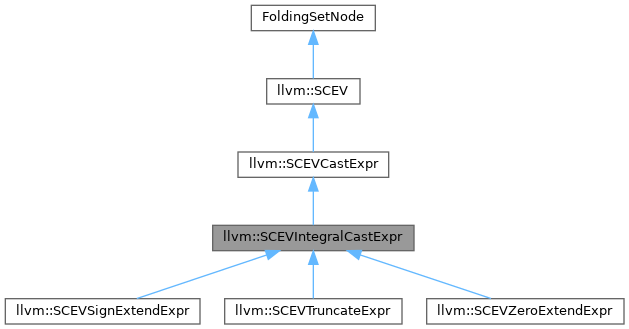 FoldingSetNode
llvm::SCEV
llvm::SCEVCastExpr
llvm::SCEVIntegralCastExpr
llvm::SCEVSignExtendExpr
llvm::SCEVTruncateExpr
llvm::SCEVZeroExtendExpr